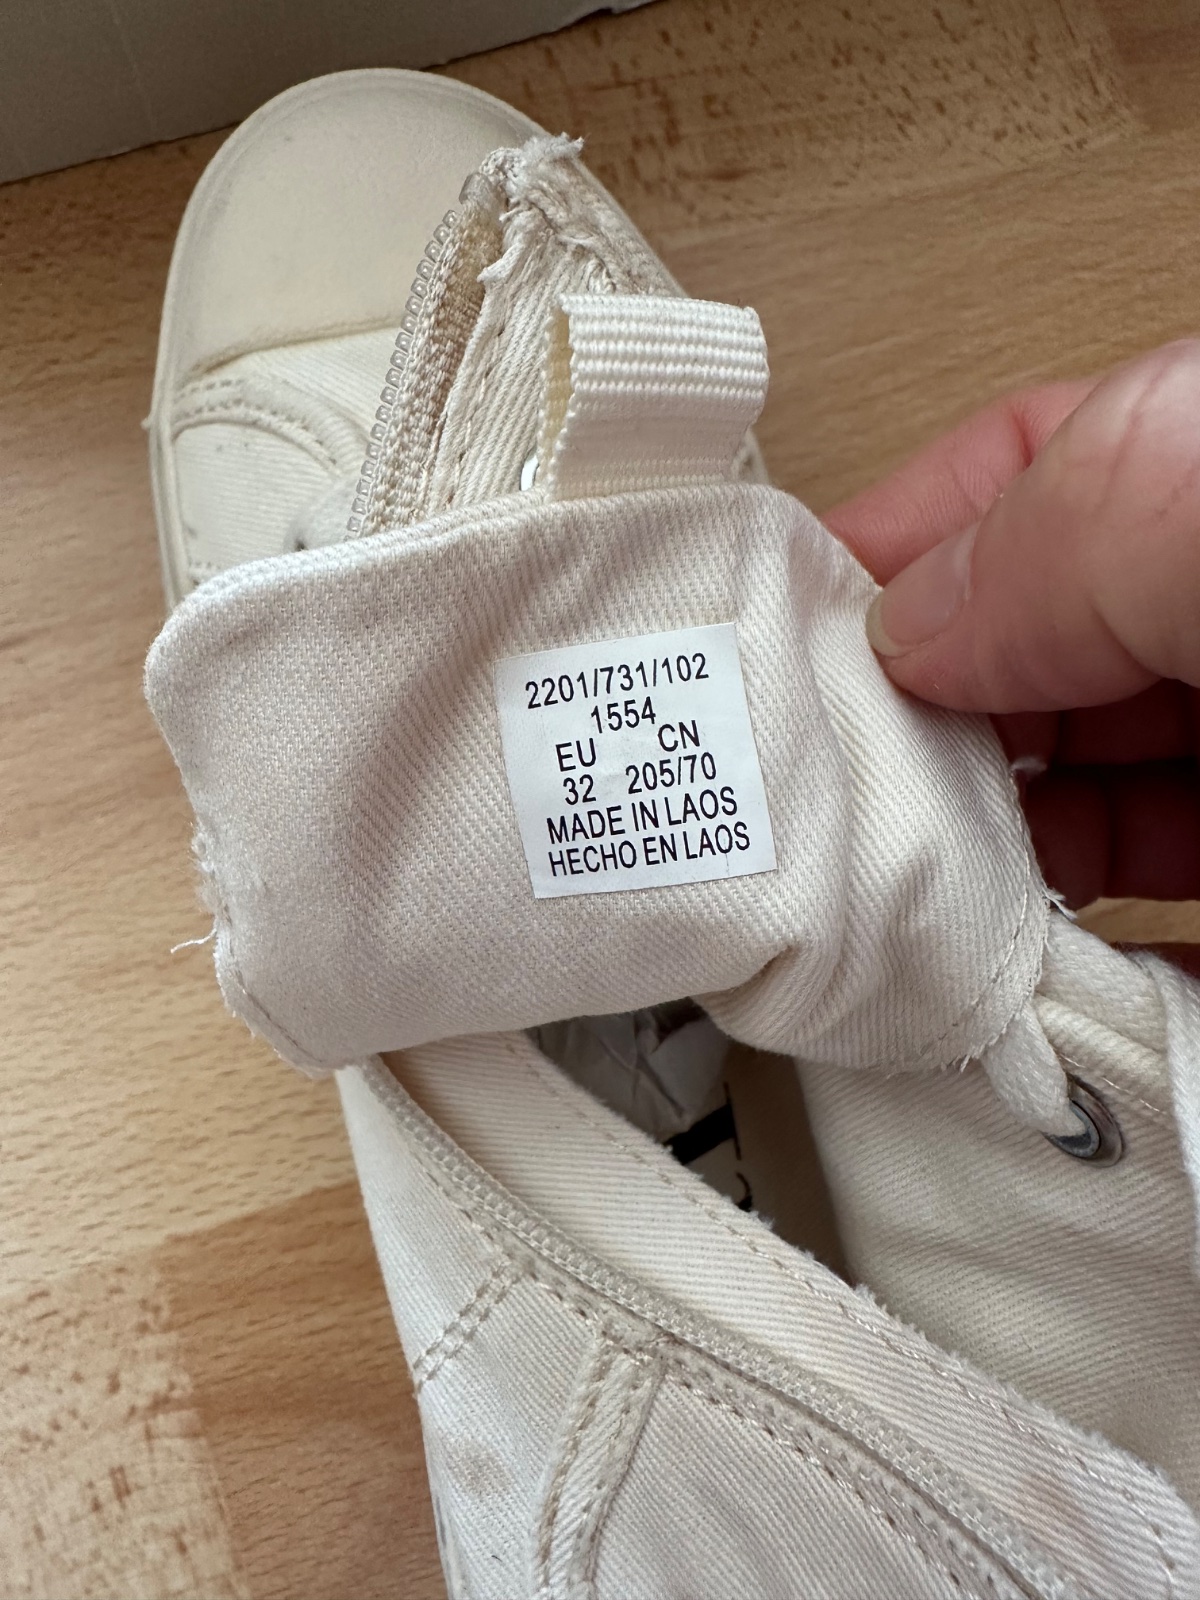 2201/731/102
1554
EU CN
32 205/70
MADE IN LAOS
HECHO EN LAOS